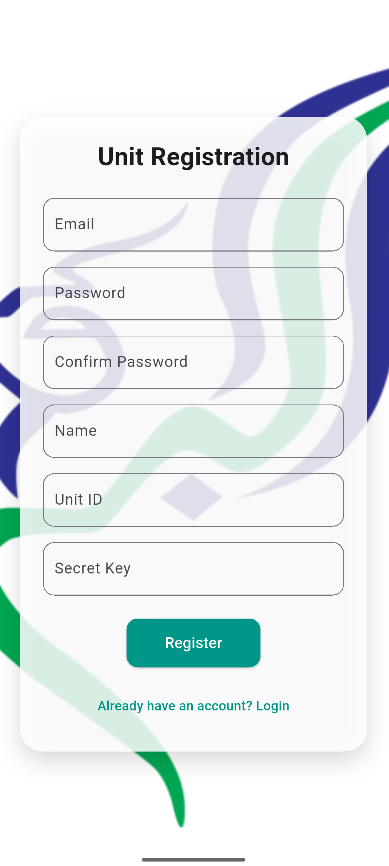 Unit Registration
Email
Password
Confirm Password
Name
Unit ID
Secret Key
Register
Already have an account? Login